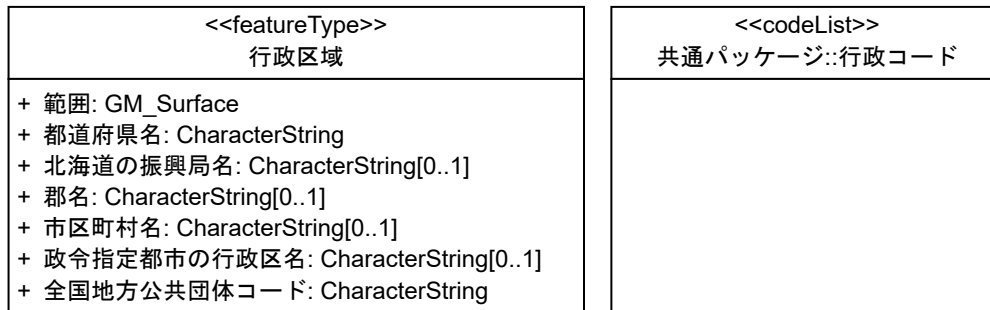 <<featureType>>
行政区域
+ 範囲: GM_Surface
+ 都道府県名: CharacterString
+ 北海道の振興局名: CharacterString[0..1]
+ 郡名: CharacterString[0..1]
+ 市区町村名: CharacterString[0..1]
+ 政令指定都市の行政区名: CharacterString[0..1]
+ 全国地方公共団体コード: CharacterString
<<codeList>>
共通パッケージ::行政コード